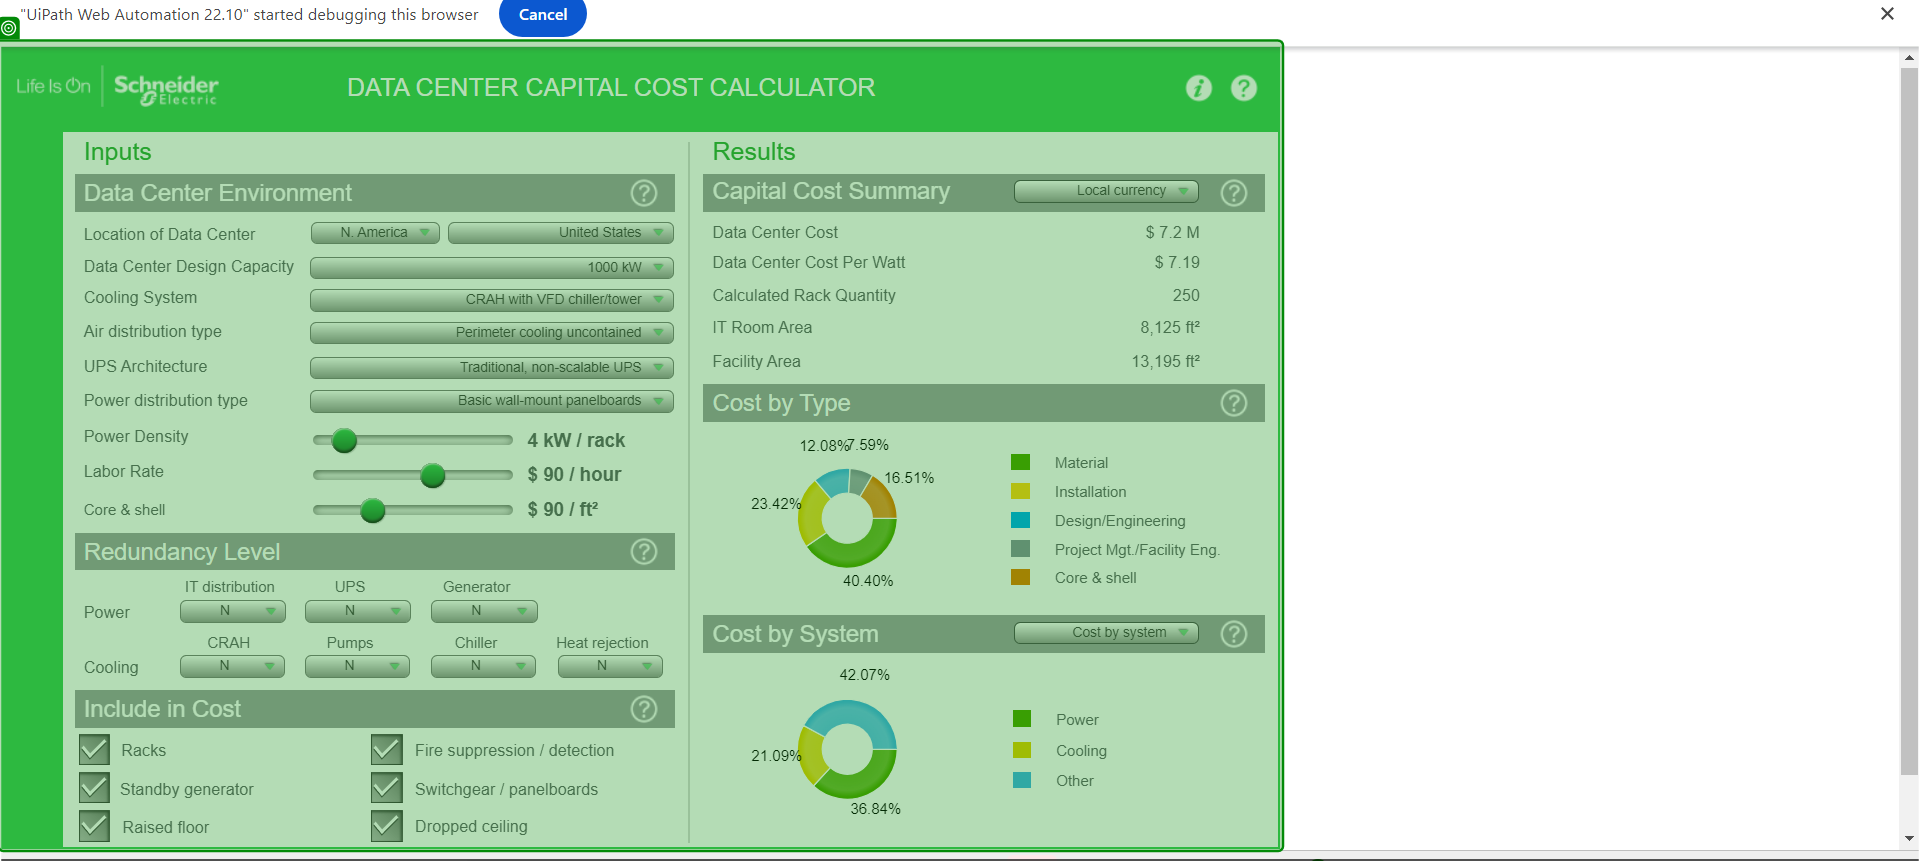 "UiPath Web Automation 22.10" started debugging this browser
Cancel
Life Is On
Schneider
Electric
DATA CENTER CAPITAL COST CALCULATOR
Inputs
Data Center Environment
Location of Data Center N. America United States
Data Center Design Capacity 1000 kW
Cooling System CRAH with VFD chiller/tower
Air distribution type Perimeter cooling uncontained
UPS Architecture Traditional, non-scalable UPS
Power distribution type Basic wall-mount panelboards
Power Density 4 kW / rack
Labor Rate $ 90 / hour
Core & shell $ 90 / ft²
Redundancy Level
IT distribution UPS Generator
Power N N N
CRAH Pumps Chiller Heat rejection
Cooling N N N N
Include in Cost
Racks Fire suppression / detection
Standby generator Switchgear / panelboards
Raised floor Dropped ceiling
Results
Capital Cost Summary Local currency
Data Center Cost $ 7.2 M
Data Center Cost Per Watt $ 7.19
Calculated Rack Quantity 250
IT Room Area 8,125 ft²
Facility Area 13,195 ft²
Cost by Type
12.08% 7.59%
16.51%
23.42%
40.40%
Material
Installation
Design/Engineering
Project Mgt./Facility Eng.
Core & shell
Cost by System Cost by system
42.07%
21.09%
36.84%
Power
Cooling
Other